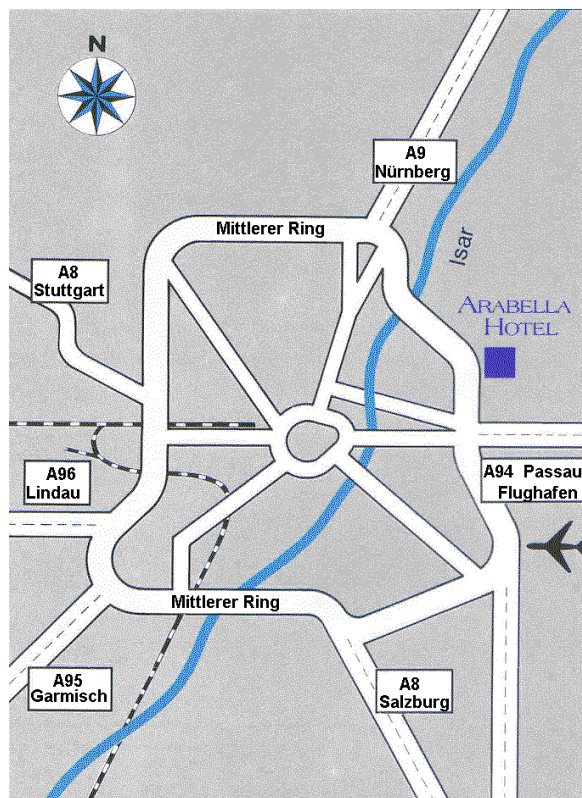 N
A9
Nürnberg
Mittlerer Ring
Isar
A8
Stuttgart
ARABELLA
HOTEL
A96
Lindau
A94 Passau
Flughafen
Mittlerer Ring
A95
Garmisch
A8
Salzburg